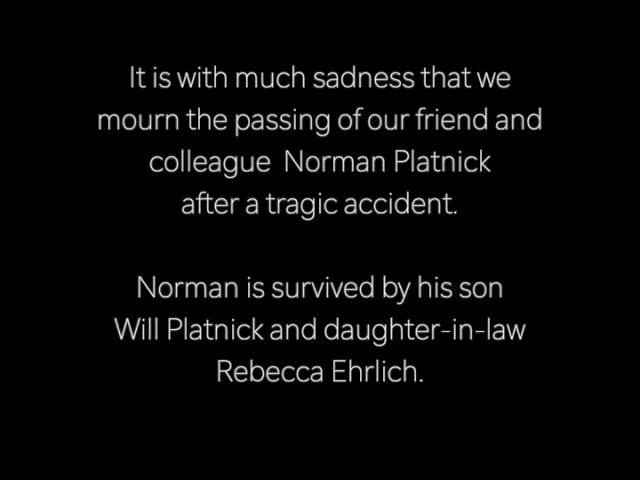 It is with much sadness that we
mourn the passing of our friend and
colleague  Norman Platnick
after a tragic accident.
Norman is survived by his son
Will Platnick and daughter-in-law
Rebecca Ehrlich.